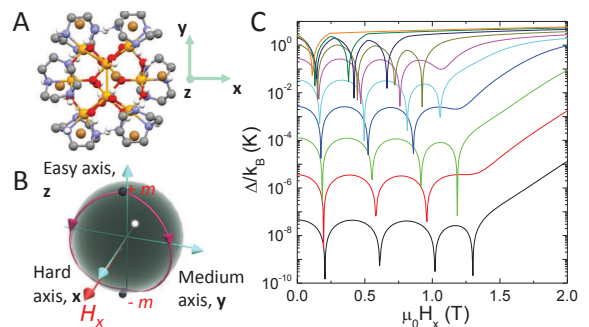 A
y
x
z
B
Easy axis,
z
+ m
Hard
axis, x
H_x
- m
Medium
axis, y
C
Δ/k_B (K)
10^0
10^-2
10^-4
10^-6
10^-8
10^-10
0.0 0.5 1.0 1.5 2.0
μ_0H_x (T)